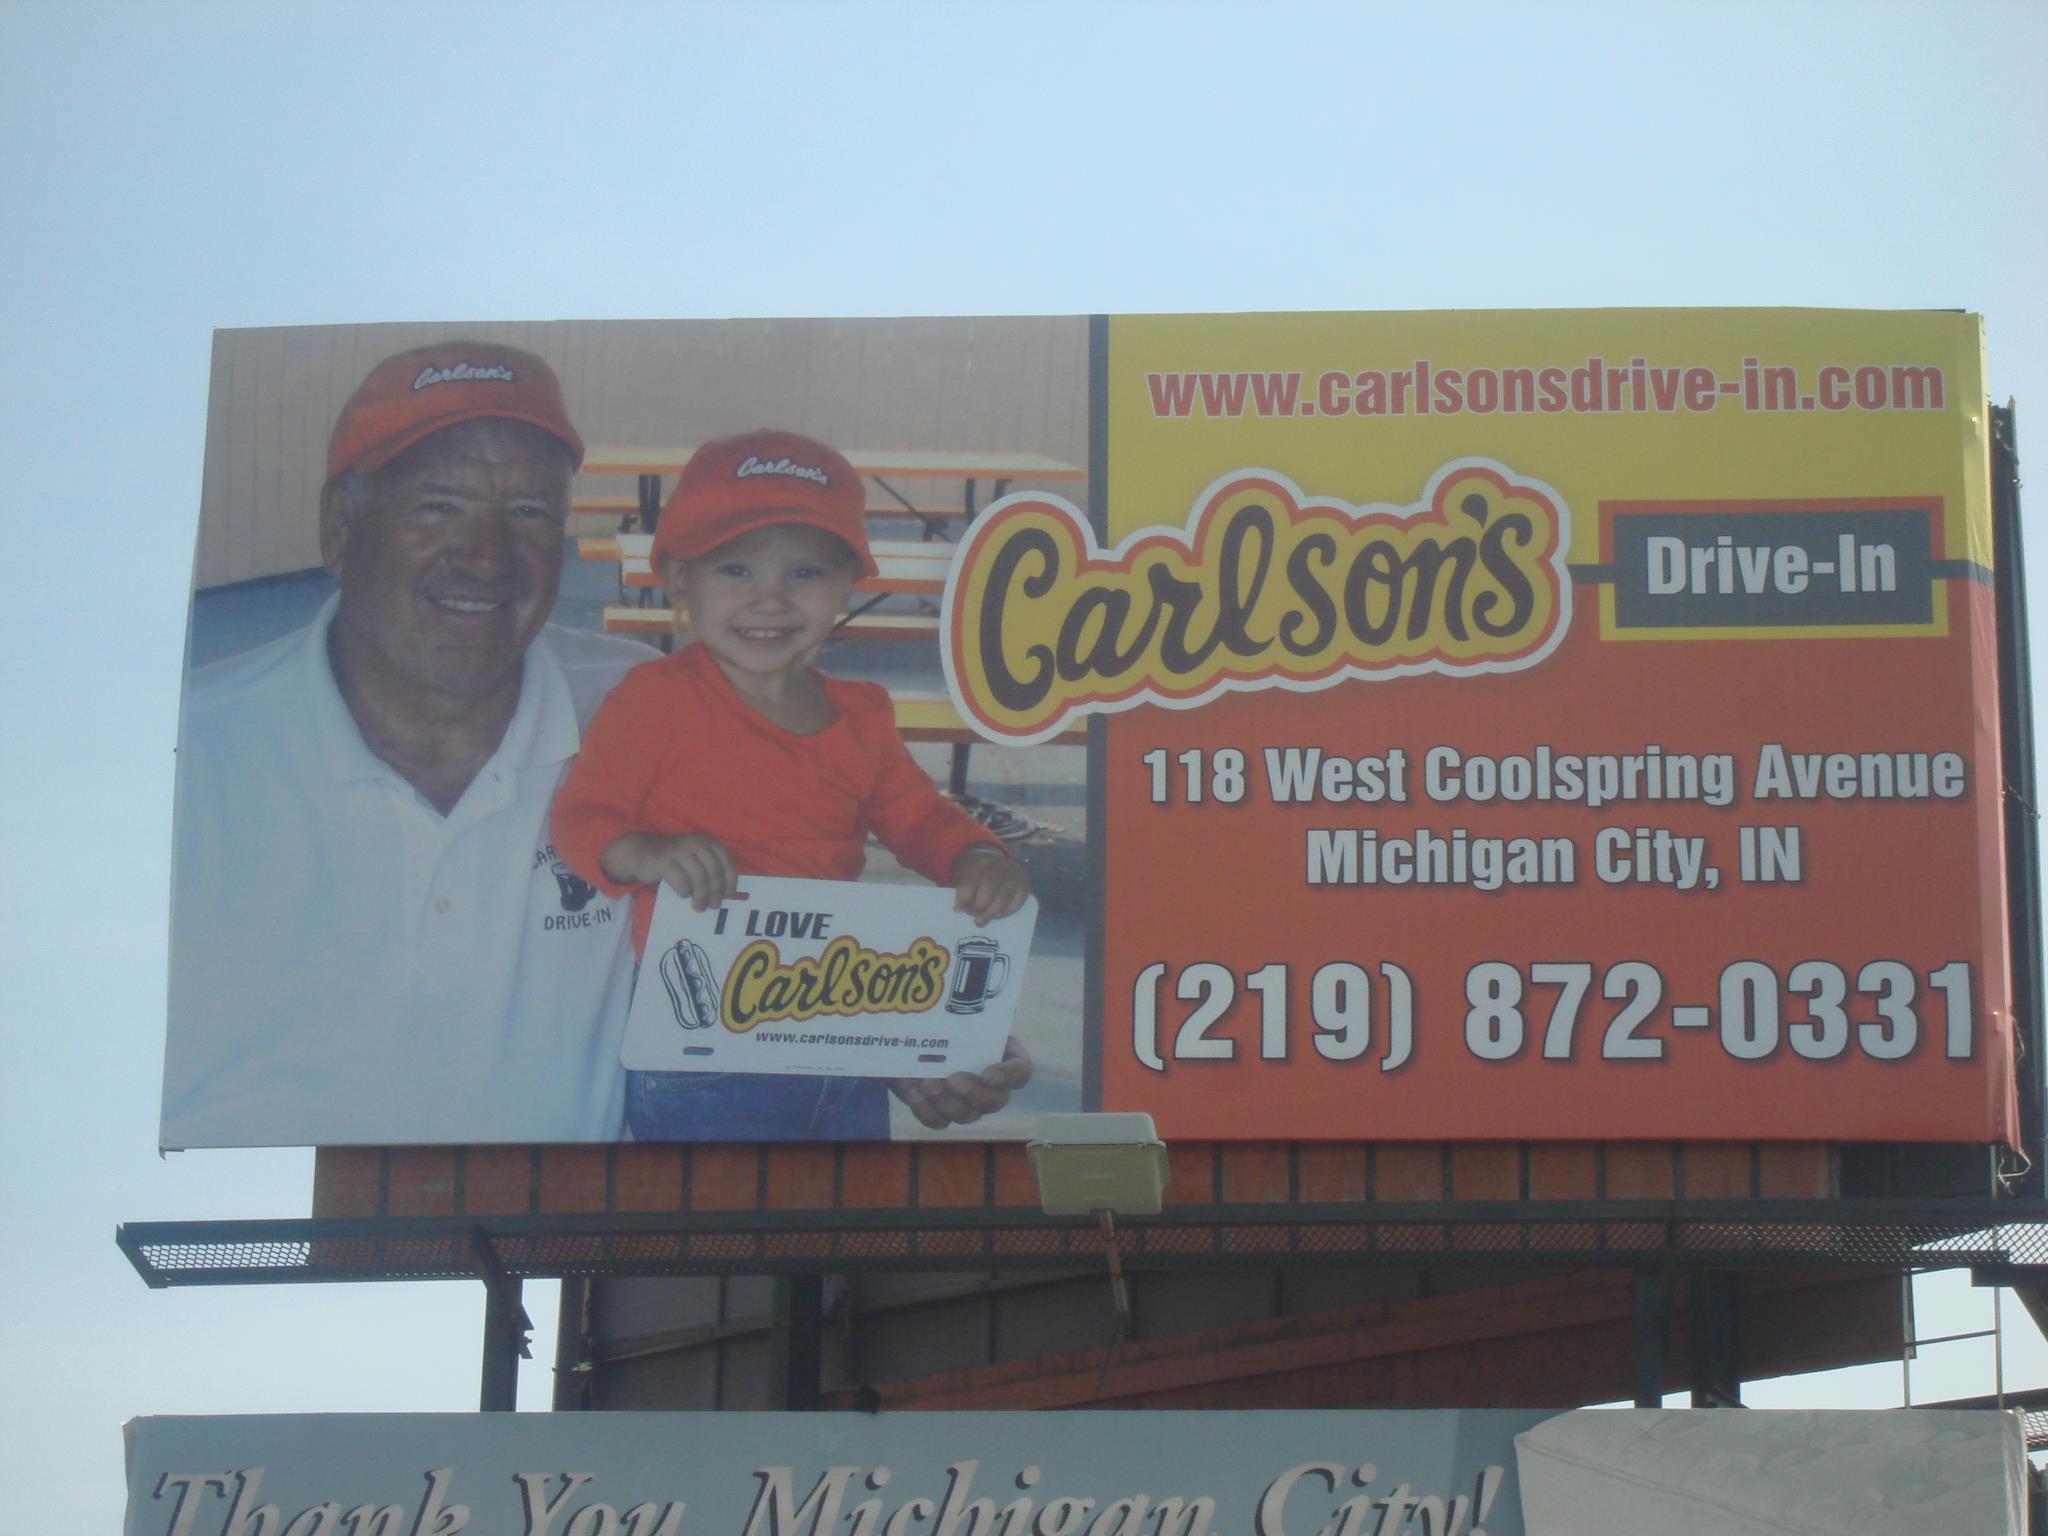 Carlson's
Carlson's
www.carlsonsdrive-in.com
Carlson's
Drive-In
118 West Coolspring Avenue
Michigan City, IN
(219) 872-0331
DRIVE-IN
I LOVE
Carlson's
www.carlsonsdrive-in.com
Thank You Michigan City!